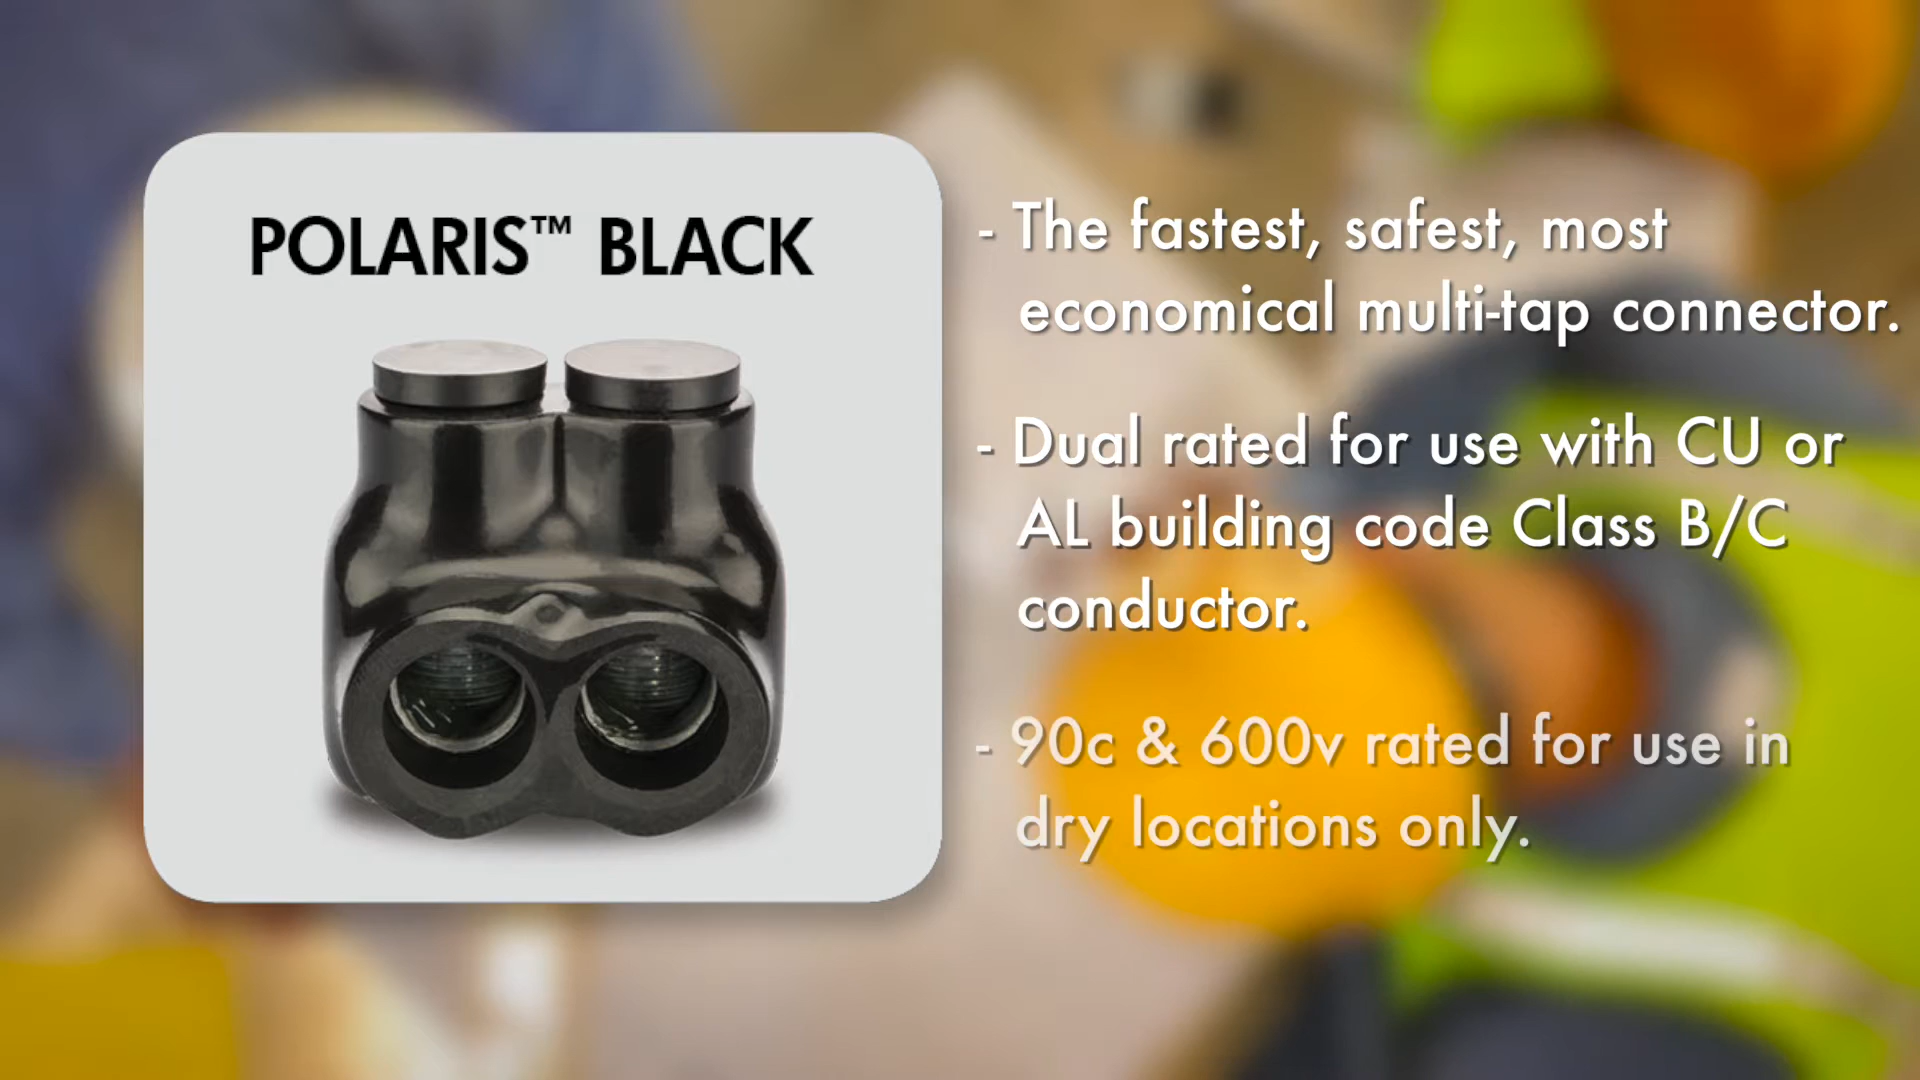 POLARIS™ BLACK
- The fastest, safest, most
economical multi-tap connector.
- Dual rated for use with CU or
AL building code Class B/C
conductor.
- 90c & 600v rated for use in
dry locations only.